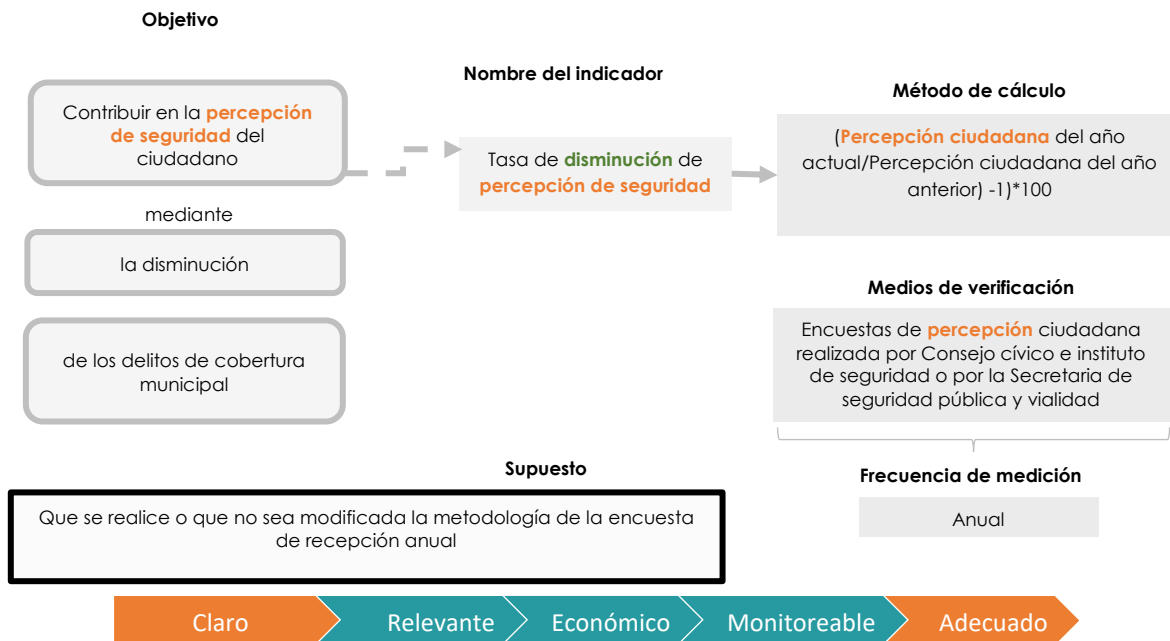 Objetivo
Contribuir en la percepción
de seguridad del
ciudadano
mediante
la disminución
de los delitos de cobertura
municipal
Nombre del indicador
Tasa de disminución de
percepción de seguridad
Método de cálculo
(Percepción ciudadana del año
actual/Percepción ciudadana del año
anterior) -1)*100
Medios de verificación
Encuestas de percepción ciudadana
realizada por Consejo cívico e instituto
de seguridad o por la Secretaria de
seguridad pública y vialidad
Frecuencia de medición
Anual
Supuesto
Que se realice o que no sea modificada la metodología de la encuesta
de recepción anual
Claro
Relevante
Económico
Monitoreable
Adecuado